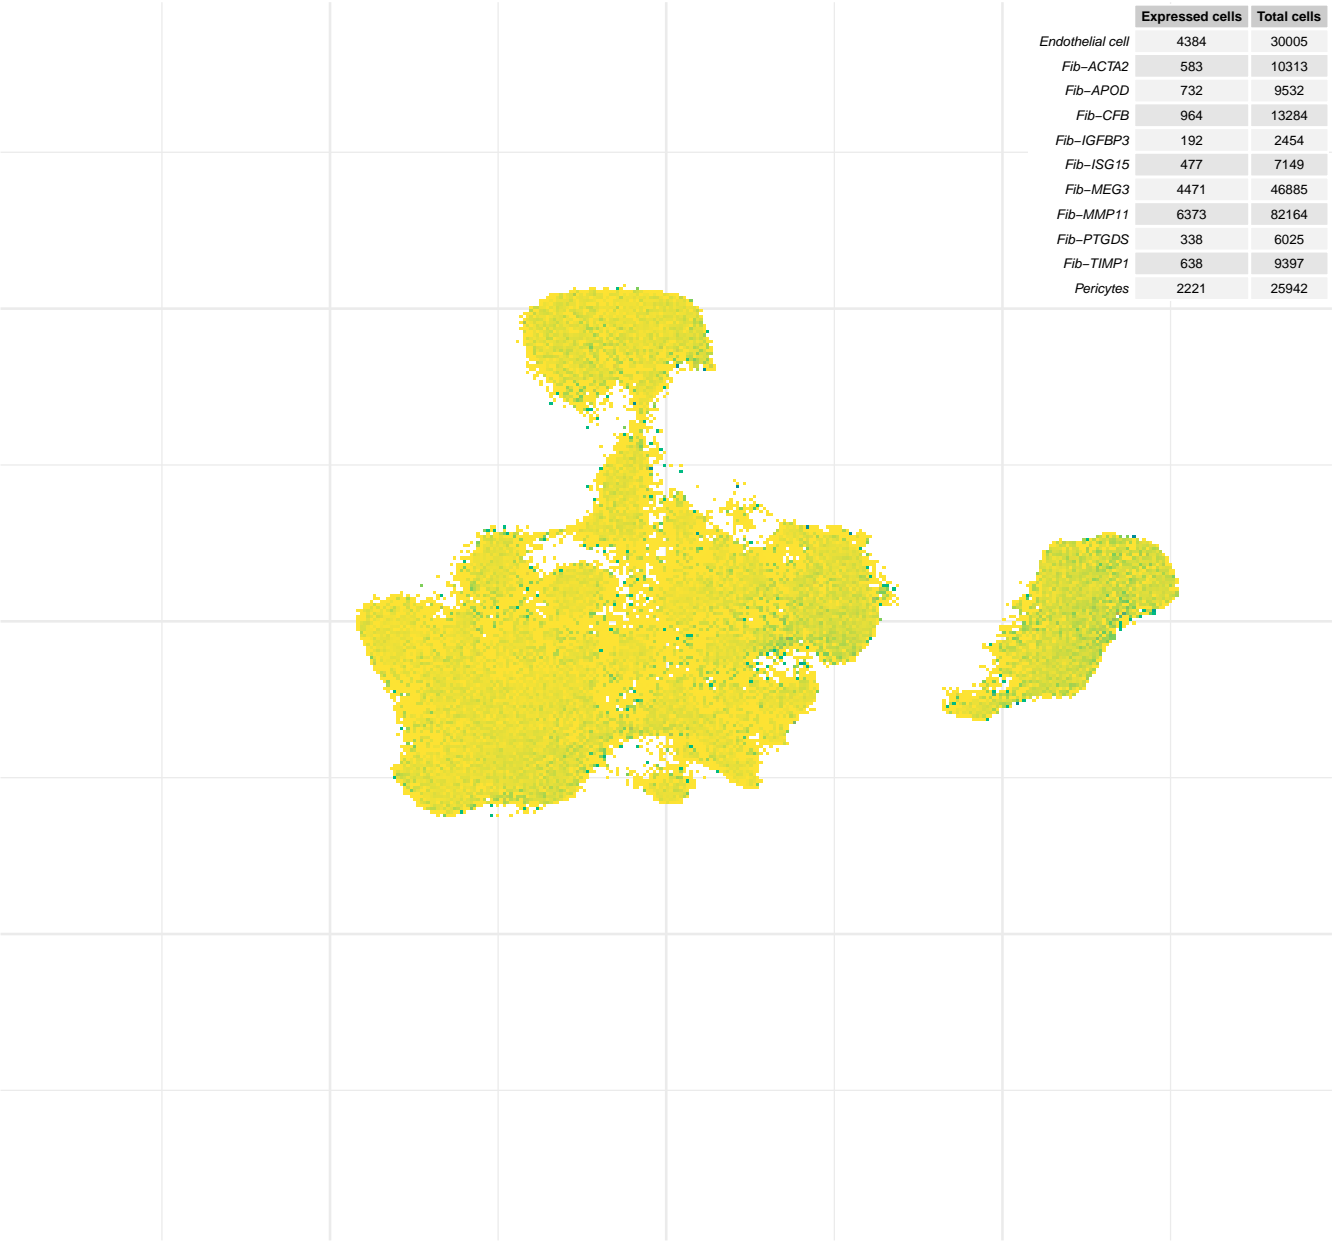 Expressed cells Total cells
Endothelial cell 4384 30005
Fib−ACTA2 583 10313
Fib−APOD 732 9532
Fib−CFB 964 13284
Fib−IGFBP3 192 2454
Fib−ISG15 477 7149
Fib−MEG3 4471 46885
Fib−MMP11 6373 82164
Fib−PTGDS 338 6025
Fib−TIMP1 638 9397
Pericytes 2221 25942